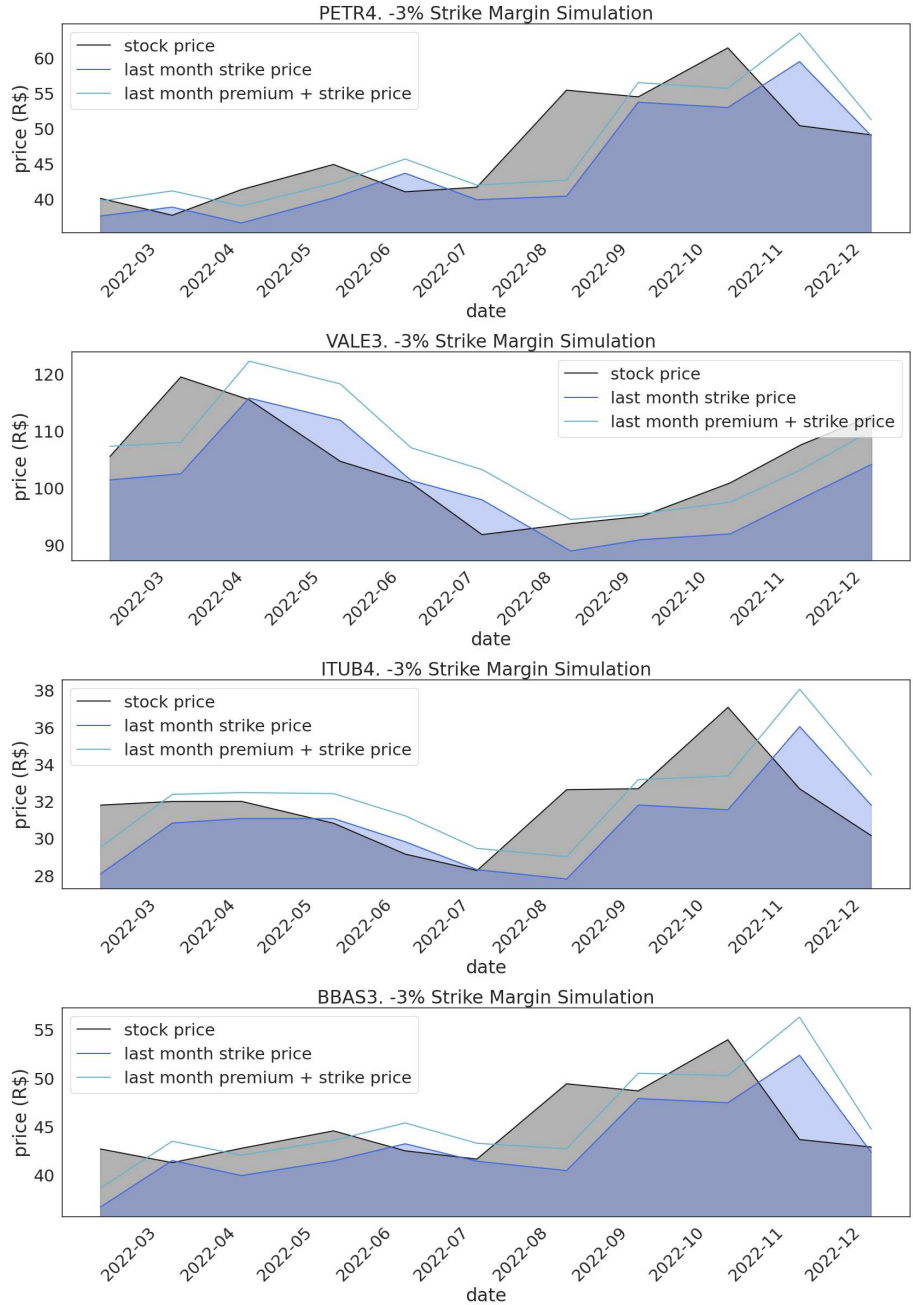 PETR4. -3% Strike Margin Simulation
stock price
last month strike price
last month premium + strike price
price (R$)
60
55
50
45
40
2022-03
2022-04
2022-05
2022-06
2022-07
2022-08
2022-09
2022-10
2022-11
2022-12
date
VALE3. -3% Strike Margin Simulation
stock price
last month strike price
last month premium + strike price
price (R$)
120
110
100
90
2022-03
2022-04
2022-05
2022-06
2022-07
2022-08
2022-09
2022-10
2022-11
2022-12
date
ITUB4. -3% Strike Margin Simulation
stock price
last month strike price
last month premium + strike price
price (R$)
38
36
34
32
30
28
2022-03
2022-04
2022-05
2022-06
2022-07
2022-08
2022-09
2022-10
2022-11
2022-12
date
BBAS3. -3% Strike Margin Simulation
stock price
last month strike price
last month premium + strike price
price (R$)
55
50
45
40
2022-03
2022-04
2022-05
2022-06
2022-07
2022-08
2022-09
2022-10
2022-11
2022-12
date